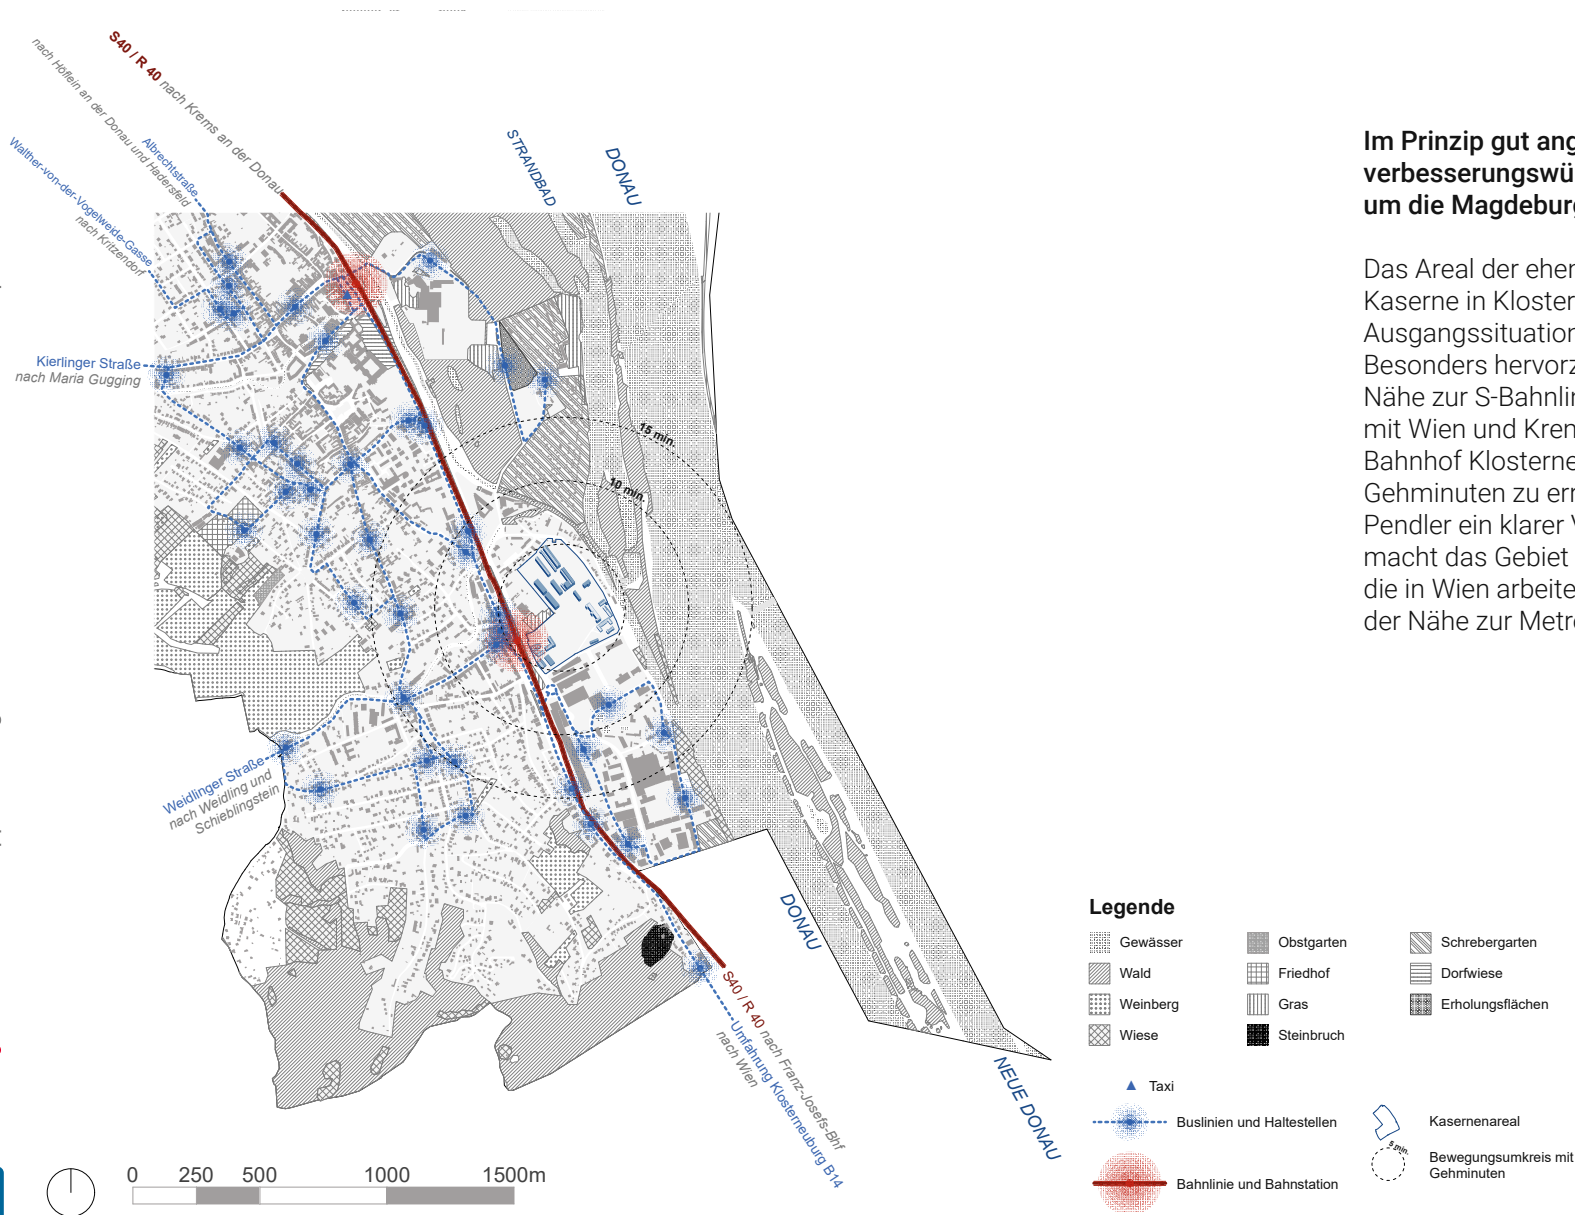 S40 / R 40 nach Krems an der Donau
nach Höflein an der Donau und Hadersfeld
Albrechtstraße
Walther-von-der-Vogelweide-Gasse
nach Kritzendorf
Kierlinger Straße
nach Maria Gugging
STRANDBAD
DONAU
15 min.
10 min.
Weidlinger Straße
nach Weidling und
Schieblingstein
DONAU
S40 / R 40 nach Franz-Josefs-Bhf
Umfahrung Klosterneuburg B14
nach Wien
NEUE DONAU
0 250 500 1000 1500m
Im Prinzip gut ang
verbesserungswü
um die Magdeburg
Das Areal der eher
Kaserne in Kloster
Ausgangssituation
Besonders hervorz
Nähe zur S-Bahnlin
mit Wien und Krem
Bahnhof Klosterne
Gehminuten zu err
Pendler ein klarer V
macht das Gebiet
die in Wien arbeite
der Nähe zur Metro
Legende
Gewässer
Wald
Weinberg
Wiese
Obstgarten
Friedhof
Gras
Steinbruch
Schrebergarten
Dorfwiese
Erholungsflächen
Taxi
Buslinien und Haltestellen
Bahnlinie und Bahnstation
Kasernenareal
5 min.
Bewegungsumkreis mit
Gehminuten